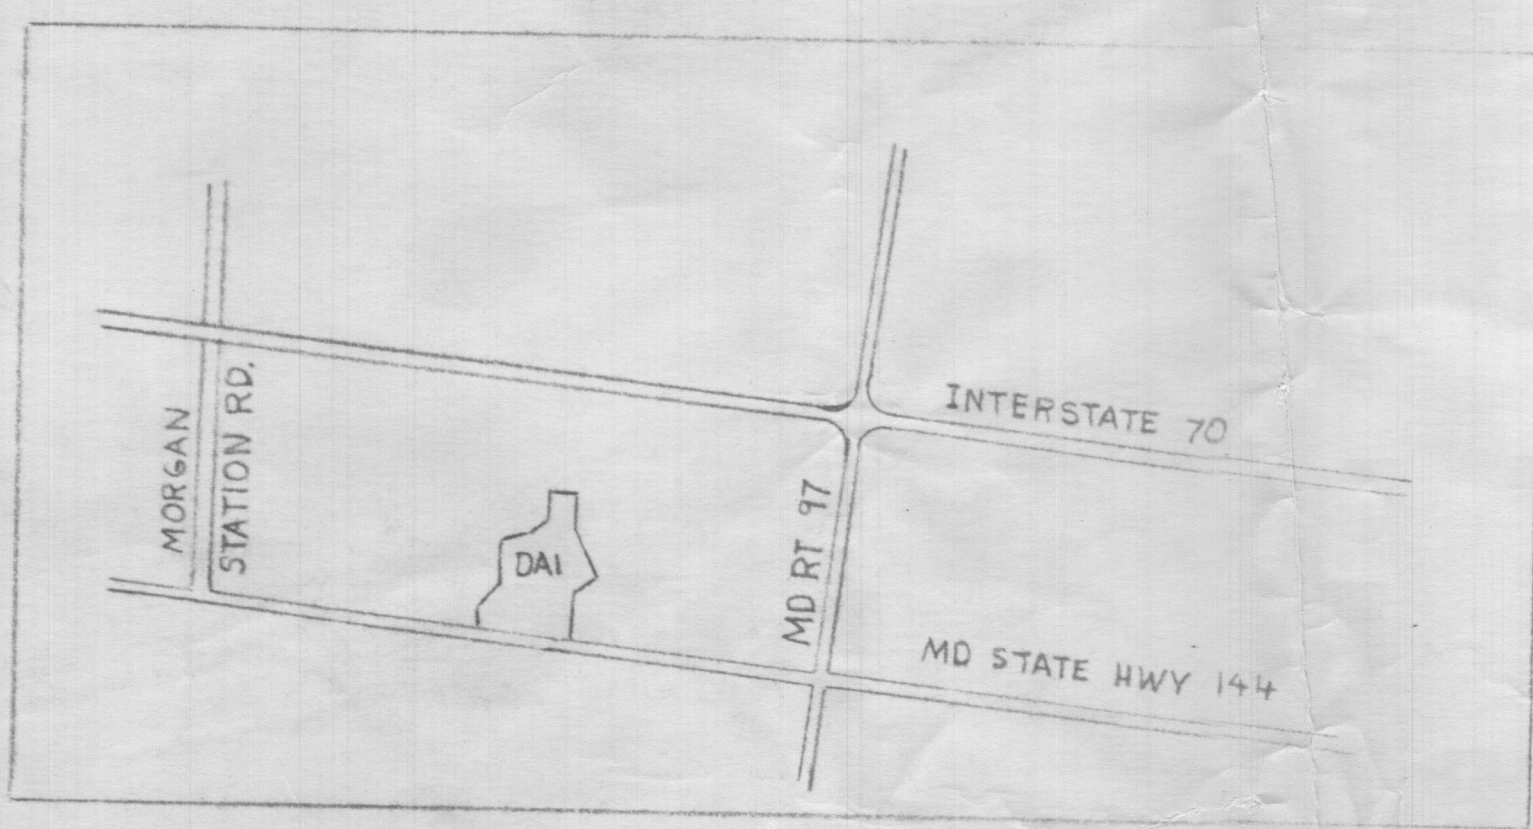 MORGAN
STATION RD.
DAI
MD RT 97
INTERSTATE 70
MD STATE HWY 144